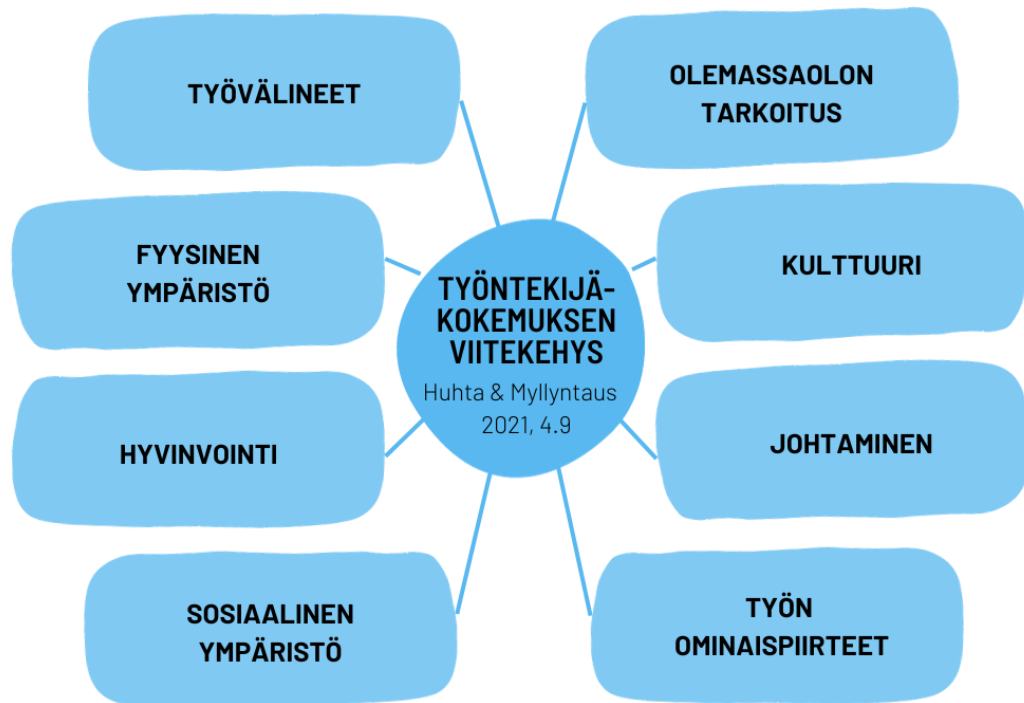 TYÖVÄLINEET
OLEMASSAOLON
TARKOITUS
FYYSINEN
YMPÄRISTÖ
KULTTUURI
TYÖNTEKIJÄ-
KOKEMUKSEN
VIITEKEHYS
Huhta & Myllyntaus
2021, 4.9
HYVINVOINTI
JOHTAMINEN
SOSIAALINEN
YMPÄRISTÖ
TYÖN
OMINAISPIIRTEET